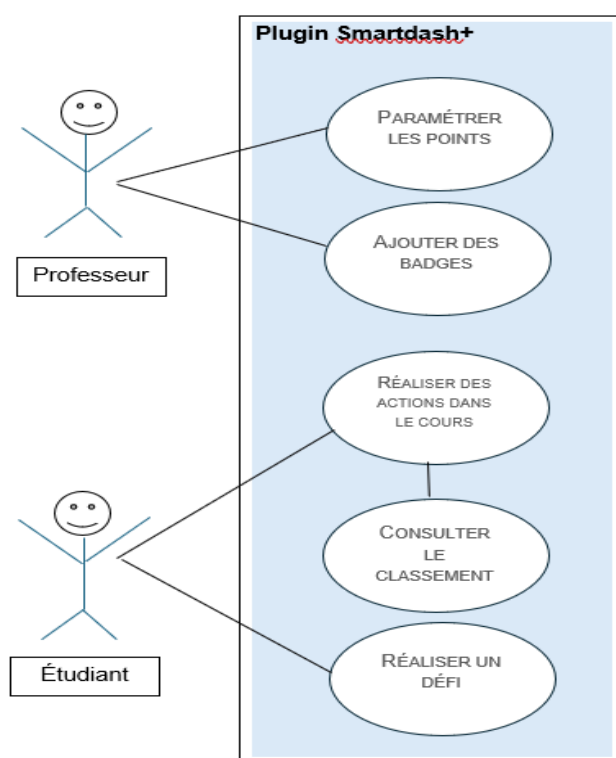 Plugin Smartdash+
PARAMÉTRER
LES POINTS
AJOUTER DES
BADGES
Professeur
RÉALISER DES
ACTIONS DANS
LE COURS
CONSULTER
LE
CLASSEMENT
RÉALISER UN
DÉFI
Étudiant